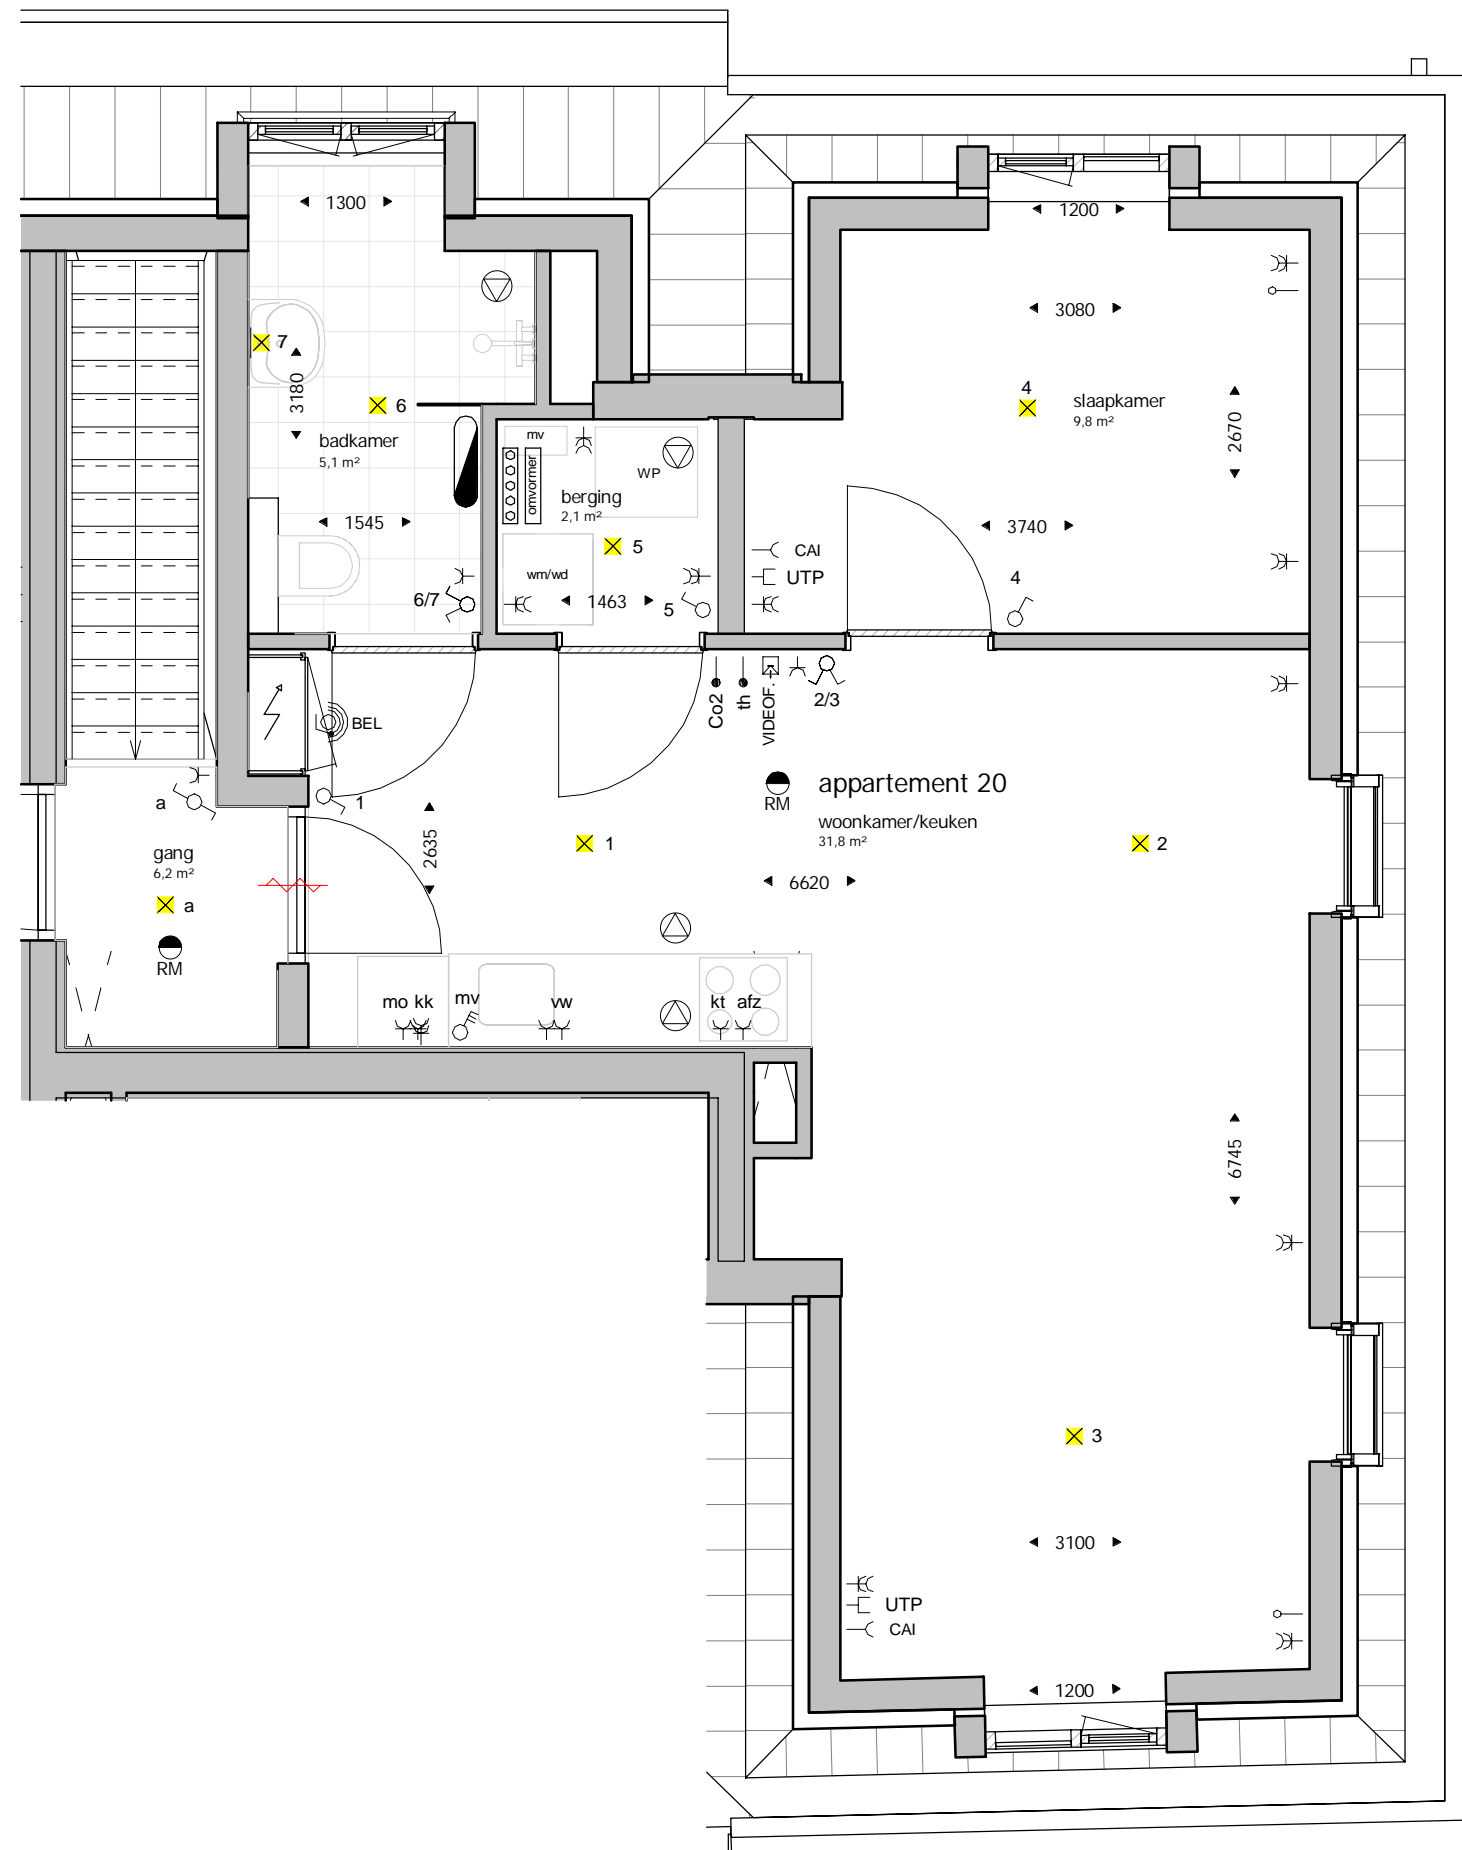 1300
1200
3080
7
3180
6
badkamer
5,1 m²
4
slaapkamer
9,8 m²
2670
mv
omvormer
WP
berging
2,1 m²
1545
3740
5
CAI
UTP
wm/wd
6/7
1463
5
4
Co2
th
VIDEOF.
2/3
BEL
a
1
RM
appartement 20
woonkamer/keuken
31,8 m²
2635
1
2
gang
6,2 m²
6620
a
RM
mo
kk
mv
vw
kt
afz
6745
3
3100
UTP
CAI
1200